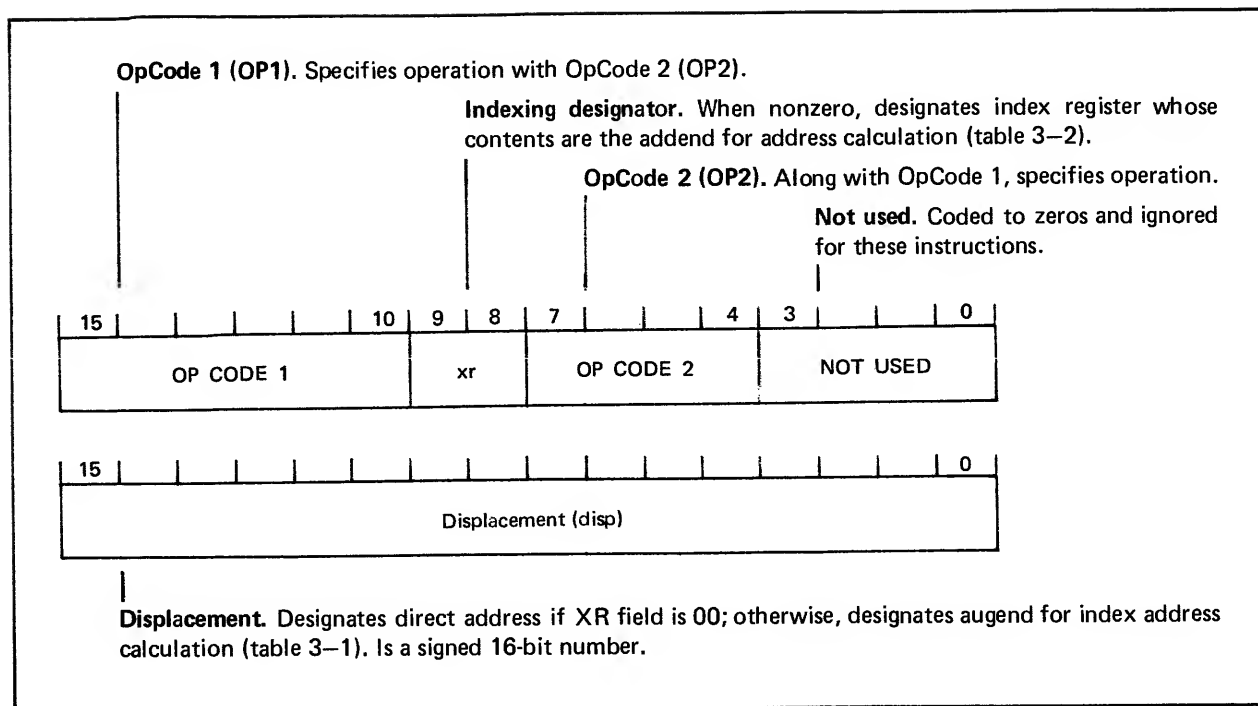 OpCode 1 (OP1). Specifies operation with OpCode 2 (OP2).
Indexing designator. When nonzero, designates index register whose
contents are the addend for address calculation (table 3–2).
OpCode 2 (OP2). Along with OpCode 1, specifies operation.
Not used. Coded to zeros and ignored
for these instructions.
15 10 9 8 7 4 3 0
OP CODE 1 xr OP CODE 2 NOT USED
15 0
Displacement (disp)
Displacement. Designates direct address if XR field is 00; otherwise, designates augend for index address
calculation (table 3–1). Is a signed 16-bit number.